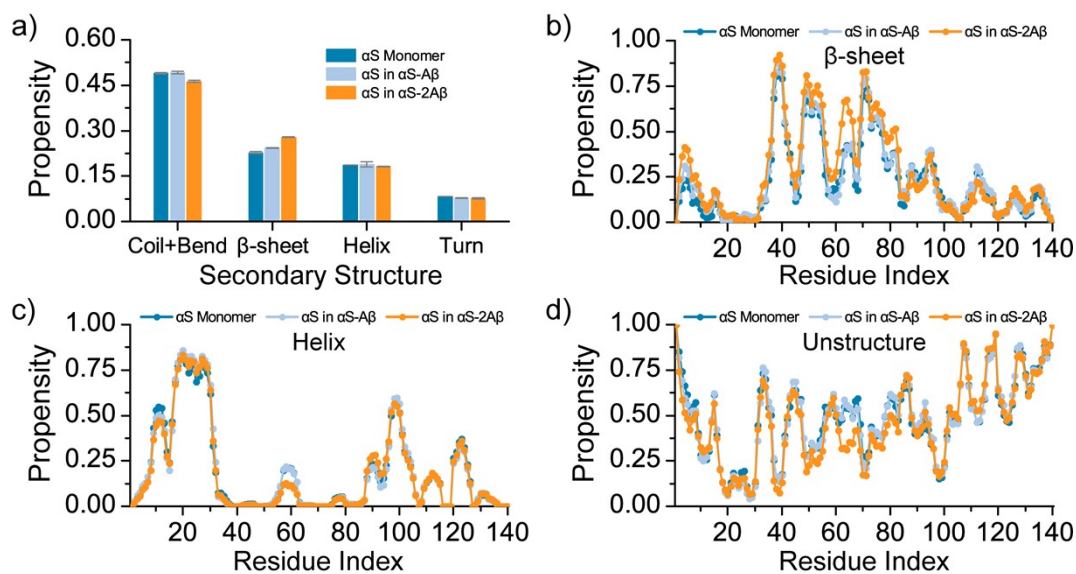 a)
0.60
0.45
0.30
0.15
0.00
Propensity
αS Monomer
αS in αS-Aβ
αS in αS-2Aβ
Coil+Bend β-sheet Helix Turn
Secondary Structure
b)
αS Monomer αS in αS-Aβ αS in αS-2Aβ
β-sheet
1.00
0.75
0.50
0.25
0.00
Propensity
20 40 60 80 100 120 140
Residue Index
c)
αS Monomer αS in αS-Aβ αS in αS-2Aβ
Helix
1.00
0.75
0.50
0.25
0.00
Propensity
20 40 60 80 100 120 140
Residue Index
d)
αS Monomer αS in αS-Aβ αS in αS-2Aβ
Unstructure
1.00
0.75
0.50
0.25
0.00
Propensity
20 40 60 80 100 120 140
Residue Index